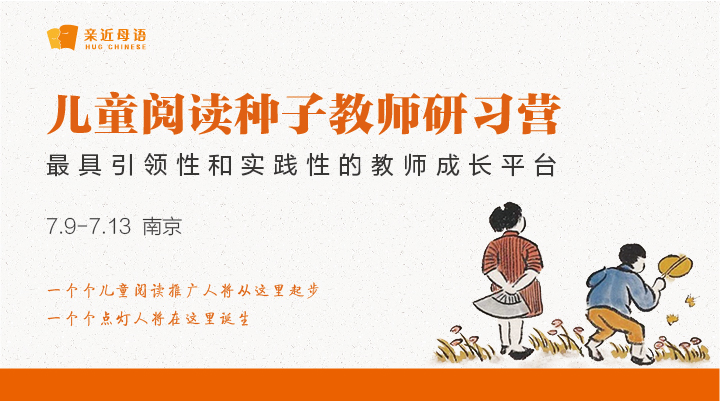 亲近母语
HUG CHINESE
儿童阅读种子教师研习营
最具引领性和实践性的教师成长平台
7.9-7.13 南京
一个个儿童阅读推广人将从这里起步
一个个点灯人将在这里诞生